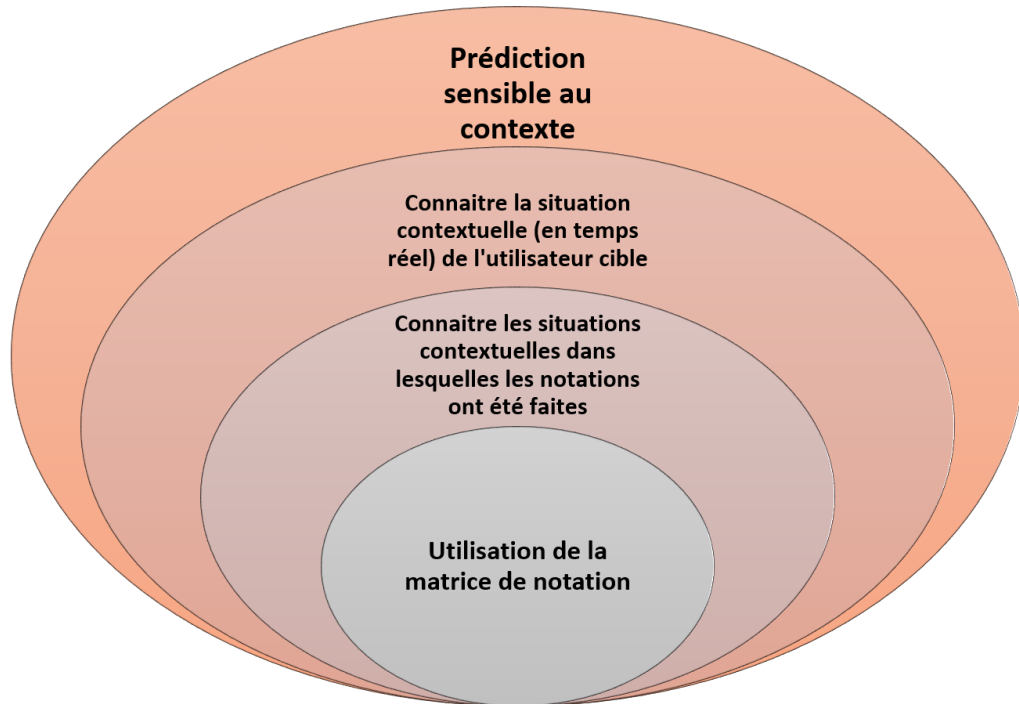 Prédiction
sensible au
contexte
Connaitre la situation
contextuelle (en temps
réel) de l'utilisateur cible
Connaitre les situations
contextuelles dans
lesquelles les notations
ont été faites
Utilisation de la
matrice de notation